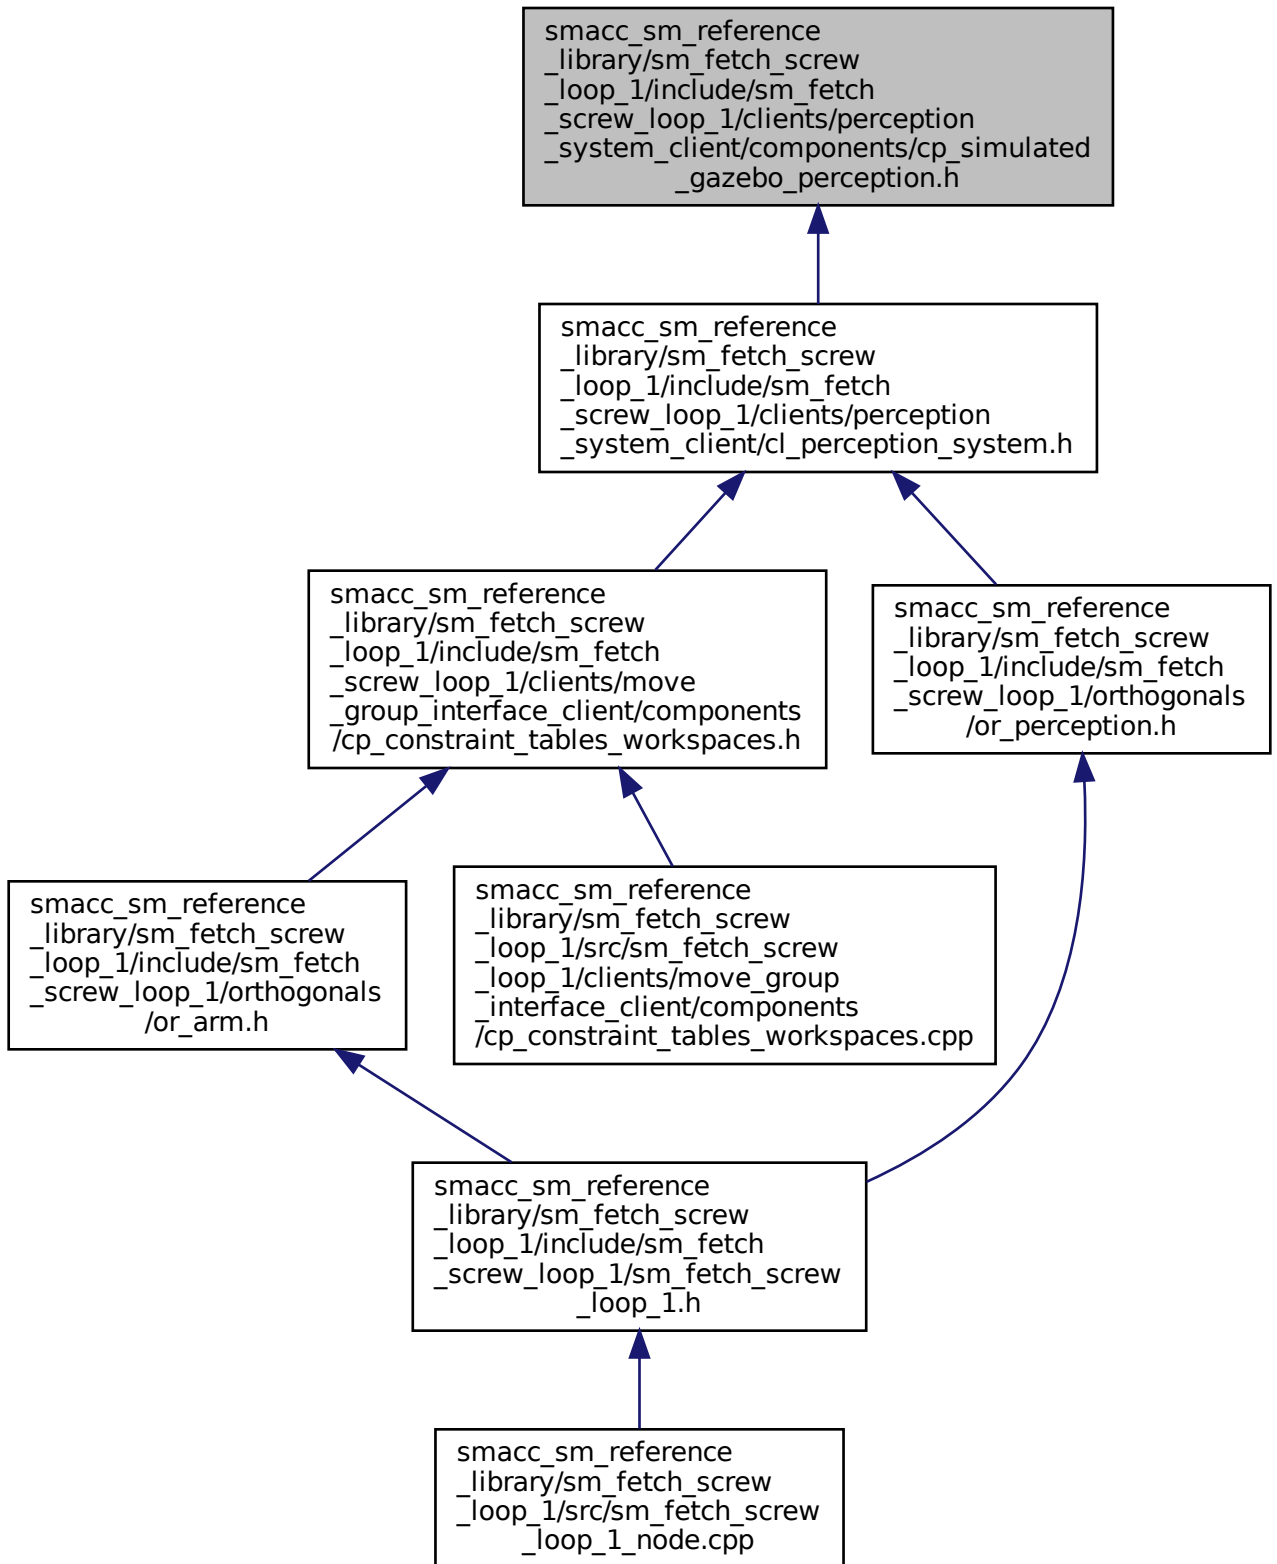 smacc_sm_reference
_library/sm_fetch_screw
_loop_1/include/sm_fetch
_screw_loop_1/clients/perception
_system_client/components/cp_simulated
_gazebo_perception.h
smacc_sm_reference
_library/sm_fetch_screw
_loop_1/include/sm_fetch
_screw_loop_1/clients/perception
_system_client/cl_perception_system.h
smacc_sm_reference
_library/sm_fetch_screw
_loop_1/include/sm_fetch
_screw_loop_1/clients/move
_group_interface_client/components
/cp_constraint_tables_workspaces.h
smacc_sm_reference
_library/sm_fetch_screw
_loop_1/include/sm_fetch
_screw_loop_1/orthogonals
/or_perception.h
smacc_sm_reference
_library/sm_fetch_screw
_loop_1/include/sm_fetch
_screw_loop_1/orthogonals
/or_arm.h
smacc_sm_reference
_library/sm_fetch_screw
_loop_1/src/sm_fetch_screw
_loop_1/clients/move_group
_interface_client/components
/cp_constraint_tables_workspaces.cpp
smacc_sm_reference
_library/sm_fetch_screw
_loop_1/include/sm_fetch
_screw_loop_1/sm_fetch_screw
_loop_1.h
smacc_sm_reference
_library/sm_fetch_screw
_loop_1/src/sm_fetch_screw
_loop_1_node.cpp